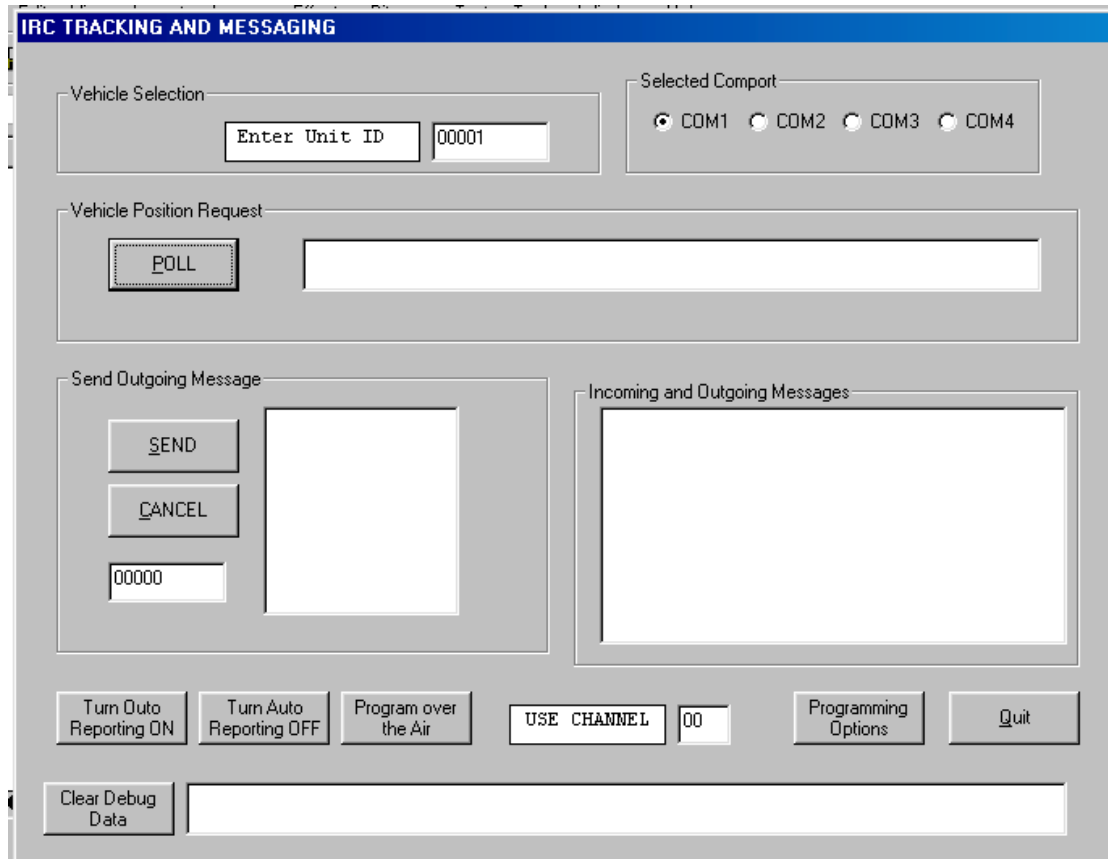 IRC TRACKING AND MESSAGING
Vehicle Selection
Enter Unit ID
00001
Selected Comport
COM1 COM2 COM3 COM4
Vehicle Position Request
POLL
Send Outgoing Message
SEND
CANCEL
00000
Incoming and Outgoing Messages
Turn Outo
Reporting ON
Turn Auto
Reporting OFF
Program over
the Air
USE CHANNEL
00
Programming
Options
Quit
Clear Debug
Data